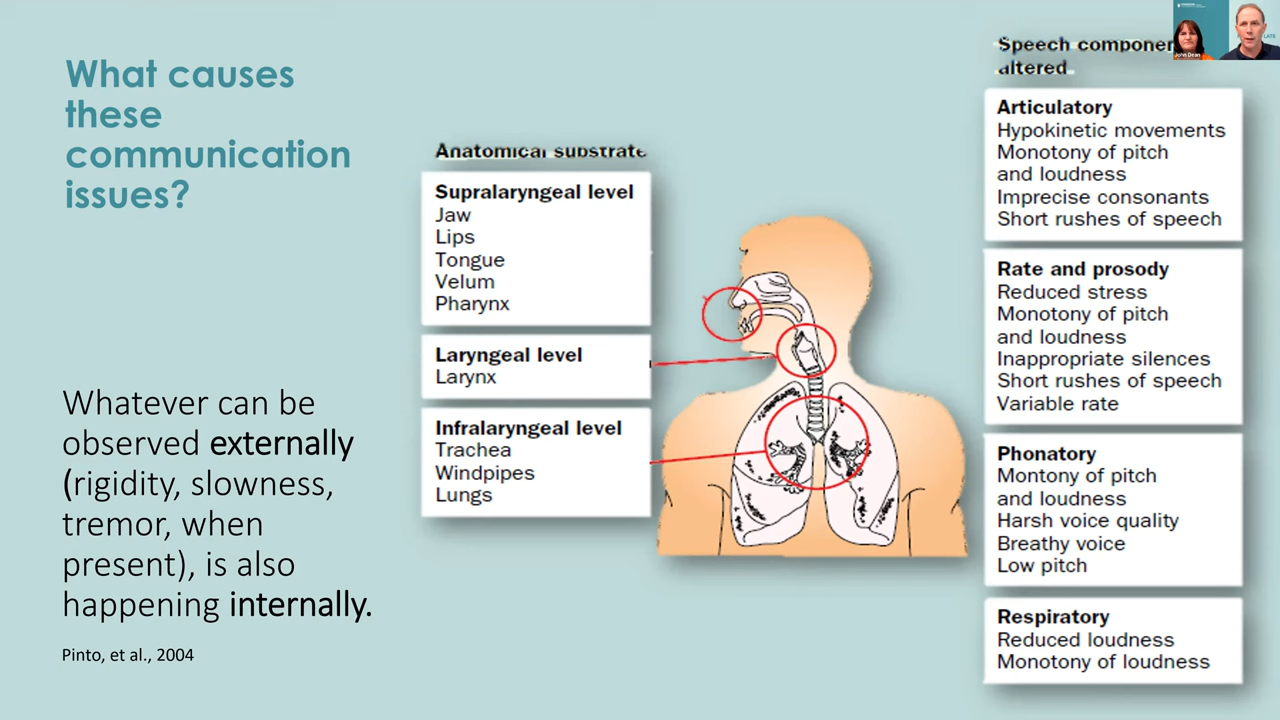 What causes
these
communication
issues?
Whatever can be
observed externally
(rigidity, slowness,
tremor, when
present), is also
happening internally.
Pinto, et al., 2004
Anatomical substrate
Supralaryngeal level
Jaw
Lips
Tongue
Velum
Pharynx
Laryngeal level
Larynx
Infralaryngeal level
Trachea
Windpipes
Lungs
Speech
altered
Articulatory
Hypokinetic movements
Monotony of pitch
and loudness
Imprecise consonants
Short rushes of speech
Rate and prosody
Reduced stress
Monotony of pitch
and loudness
Inappropriate silences
Short rushes of speech
Variable rate
Phonatory
Montony of pitch
and loudness
Harsh voice quality
Breathy voice
Low pitch
Respiratory
Reduced loudness
Monotony of loudness
John Dean
LATE